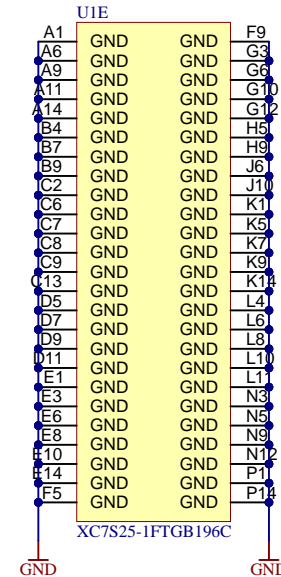 U1E
A1 GND GND F9
A6 GND GND G3
A9 GND GND G6
A11 GND GND G10
A14 GND GND G12
B4 GND GND H5
B7 GND GND H9
B9 GND GND J6
C2 GND GND J10
C6 GND GND K1
C7 GND GND K5
C8 GND GND K7
C9 GND GND K9
C13 GND GND K14
D5 GND GND L4
D7 GND GND L6
D9 GND GND L8
D11 GND GND L10
E1 GND GND L11
E3 GND GND N3
E6 GND GND N5
E8 GND GND N9
E10 GND GND N12
E14 GND GND P1
F5 GND GND P14
XC7S25-1FTGB196C
GND GND